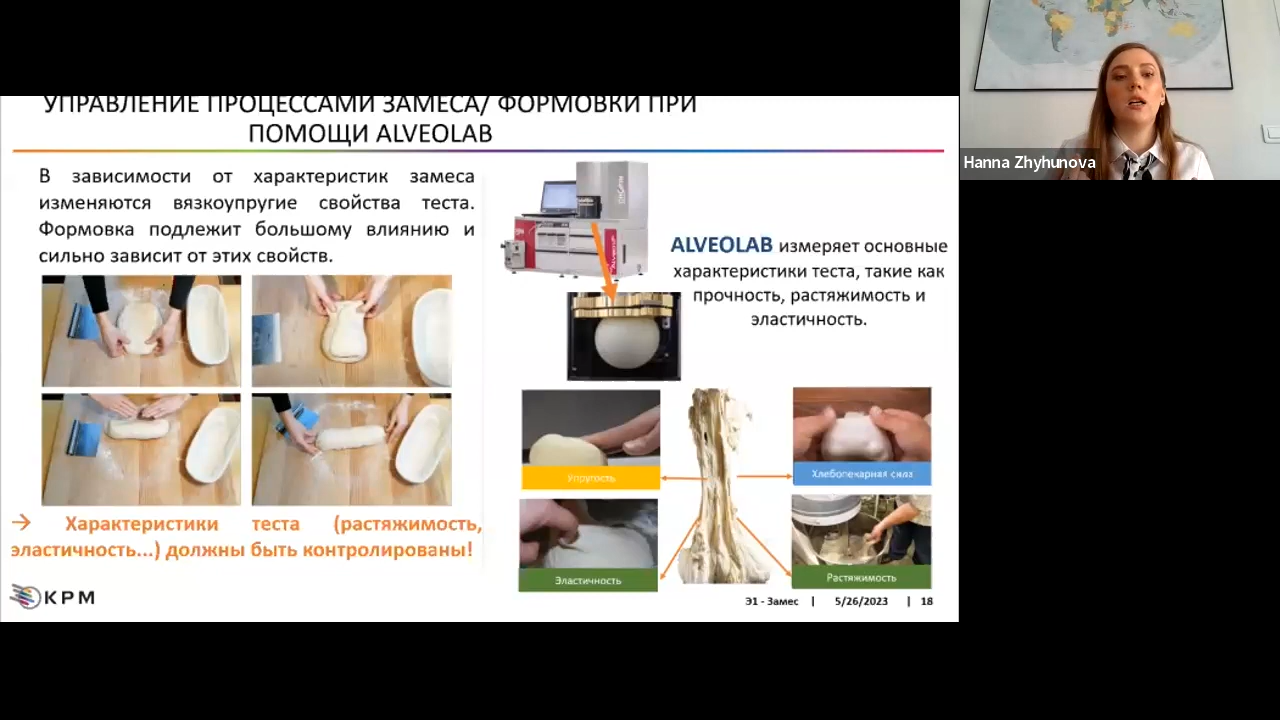 УПРАВЛЕНИЕ ПРОЦЕССАМИ ЗАМЕСА/ ФОРМОВКИ ПРИ
ПОМОЩИ ALVEOLAB
В зависимости от характеристик замеса
изменяются вязкоупругие свойства теста.
Формовка подлежит большому влиянию и
сильно зависит от этих свойств.
→ Характеристики теста (растяжимость,
эластичность...) должны быть контролированы!
ALVEOLAB измеряет основные
характеристики теста, такие как
прочность, растяжимость и
эластичность.
Упругость
Хлебопекарная сила
Эластичность
Растяжимость
KPM
Э1 - Замес | 5/26/2023 | 18
Hanna Zhyhunova